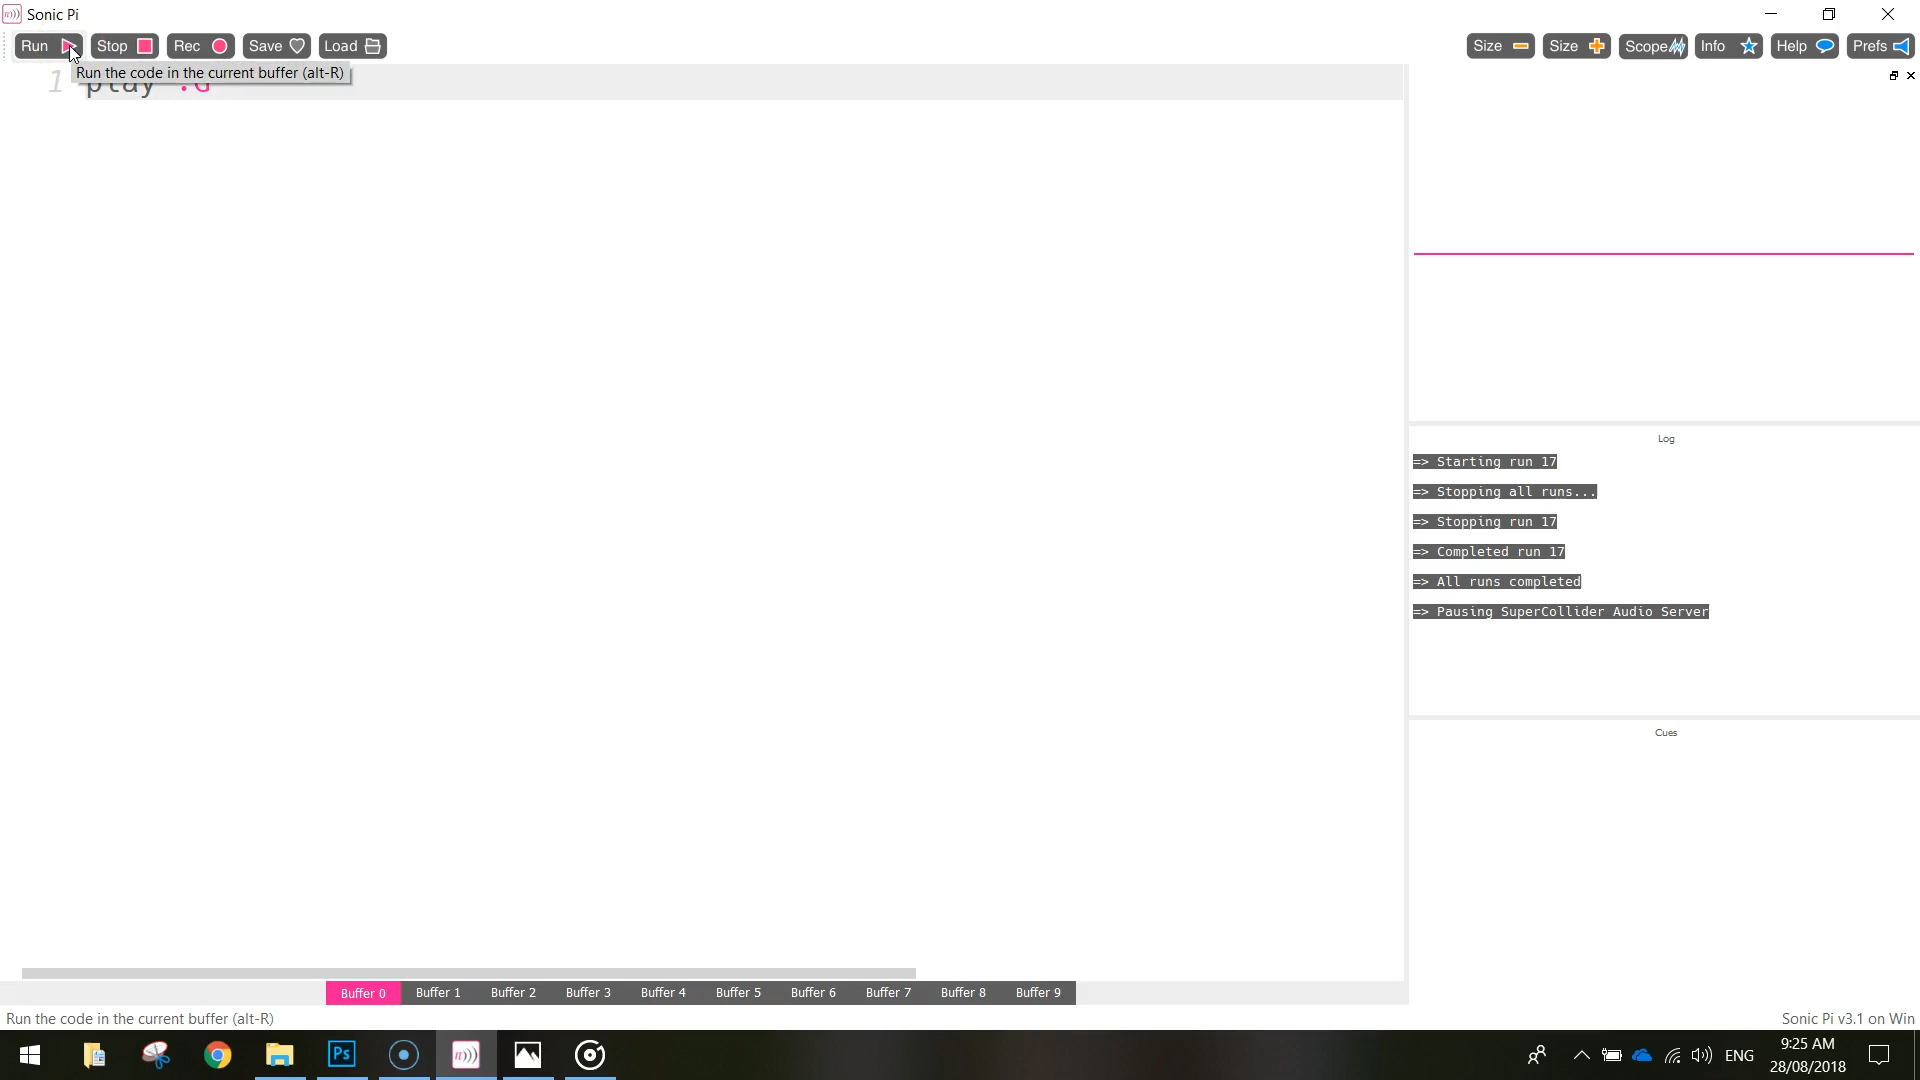 Sonic Pi
Run Stop Rec Save Load Size Size Scope Info Help Prefs
Run the code in the current buffer (alt-R)
1 play :G
Log
=> Starting run 17
=> Stopping all runs...
=> Stopping run 17
=> Completed run 17
=> All runs completed
=> Pausing SuperCollider Audio Server
Cues
Buffer 0 Buffer 1 Buffer 2 Buffer 3 Buffer 4 Buffer 5 Buffer 6 Buffer 7 Buffer 8 Buffer 9
Run the code in the current buffer (alt-R) Sonic Pi v3.1 on Win
Ps
ENG
9:25 AM
28/08/2018